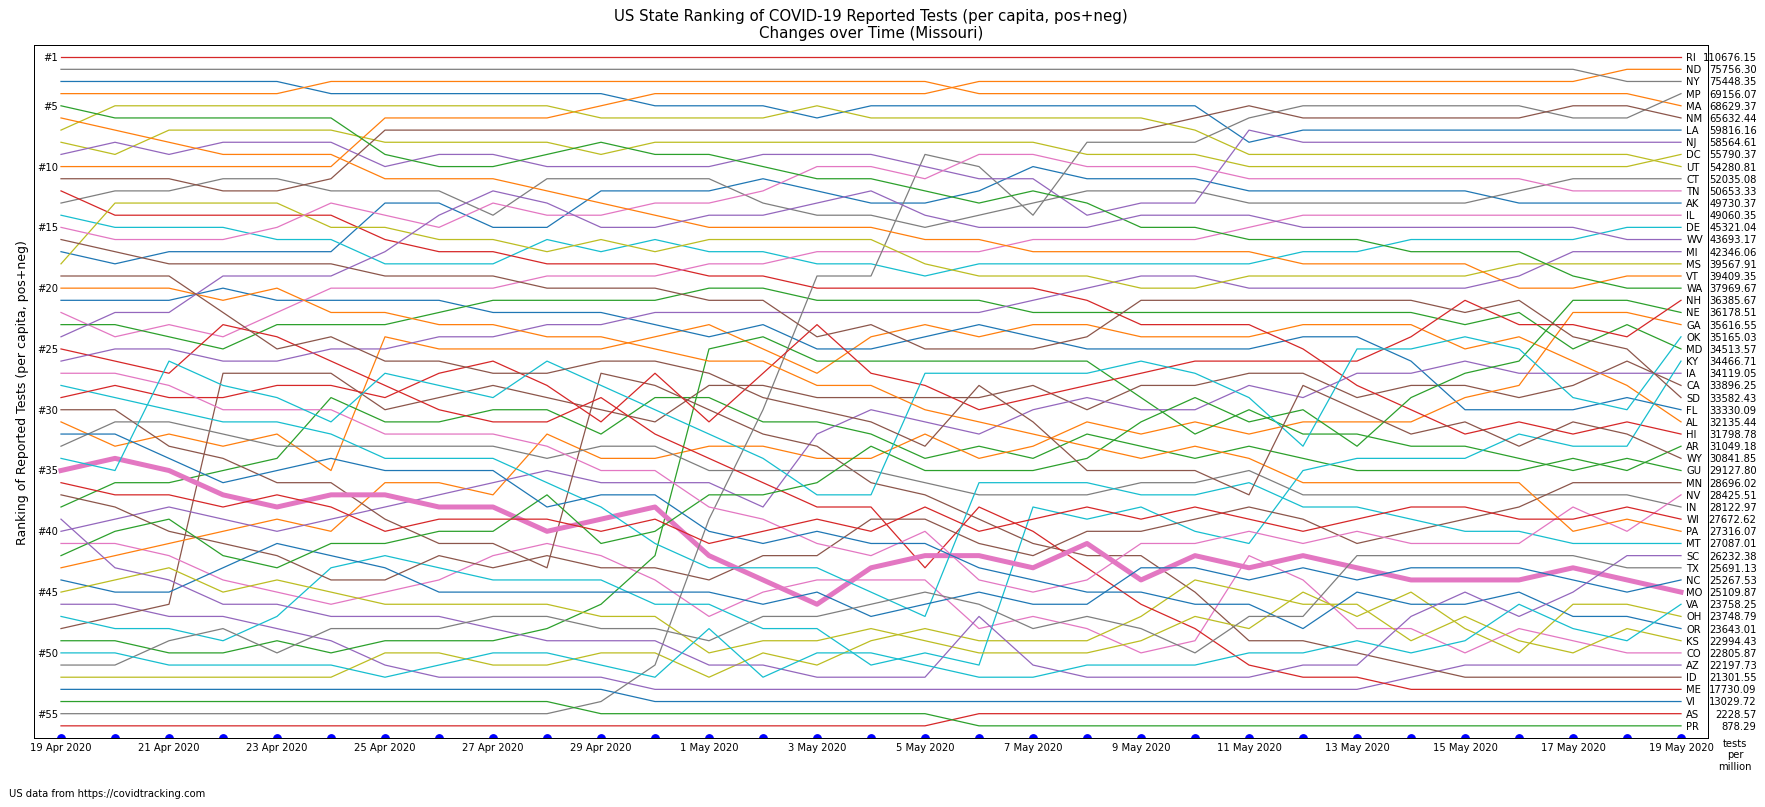 US State Ranking of COVID-19 Reported Tests (per capita, pos+neg)
Changes over Time (Missouri)
Ranking of Reported Tests (per capita, pos+neg)
#1
#5
#10
#15
#20
#25
#30
#35
#40
#45
#50
#55
RI 110676.15
ND 75756.30
NY 75448.35
MP 69156.07
MA 68629.37
NM 65632.44
LA 59816.16
NJ 58564.61
DC 55790.37
UT 54280.81
CT 52035.08
TN 50653.33
AK 49730.37
IL 49060.35
DE 45321.04
WV 43693.17
MI 42346.06
MS 39567.91
VT 39409.35
WA 37969.67
NH 36385.67
NE 36178.51
GA 35616.55
OK 35165.03
MD 34513.57
KY 34466.71
IA 34119.05
CA 33896.25
SD 33582.43
FL 33330.09
AL 32135.44
HI 31798.78
AR 31049.18
WY 30841.85
GU 29127.80
MN 28696.02
NV 28425.51
IN 28122.97
WI 27672.62
PA 27316.07
MT 27087.01
SC 26232.38
TX 25691.13
NC 25267.53
MO 25109.87
VA 23758.25
OH 23748.79
OR 23643.01
KS 22994.43
CO 22805.87
AZ 22197.73
ID 21301.55
ME 17730.09
VI 13029.72
AS 2228.57
PR 878.29
19 Apr 2020 21 Apr 2020 23 Apr 2020 25 Apr 2020 27 Apr 2020 29 Apr 2020 1 May 2020 3 May 2020 5 May 2020 7 May 2020 9 May 2020 11 May 2020 13 May 2020 15 May 2020 17 May 2020 19 May 2020
tests
per
million
US data from https://covidtracking.com